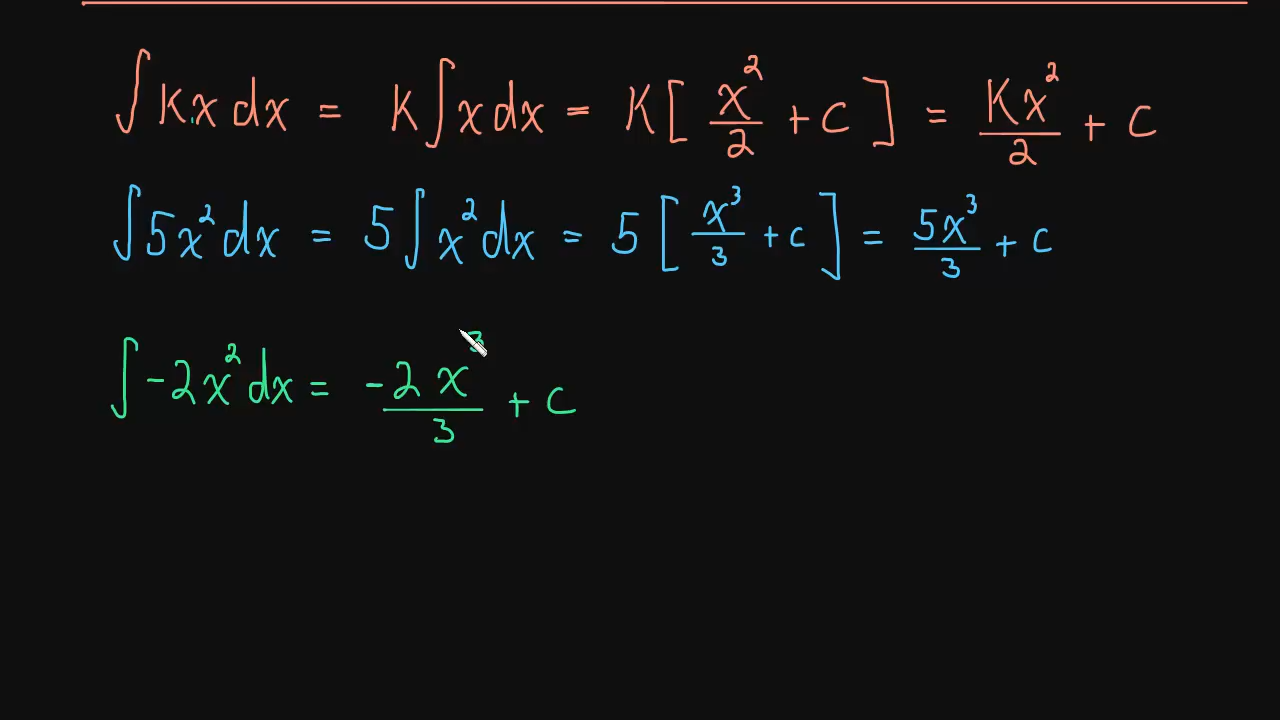 ∫Kx dx = K∫x dx = K[x²/2 + C] = Kx²/2 + C
∫5x² dx = 5∫x² dx = 5[x³/3 + C] = 5x³/3 + C
∫-2x² dx = -2x³/3 + C